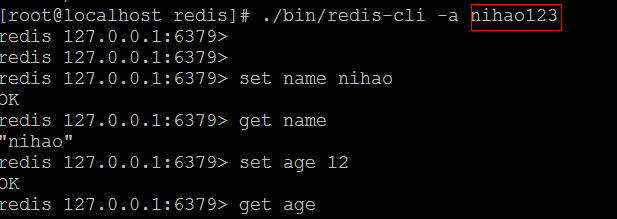 [root@localhost redis]# ./bin/redis-cli -a nihao123
redis 127.0.0.1:6379>
redis 127.0.0.1:6379>
redis 127.0.0.1:6379> set name nihao
OK
redis 127.0.0.1:6379> get name
"nihao"
redis 127.0.0.1:6379> set age 12
OK
redis 127.0.0.1:6379> get age